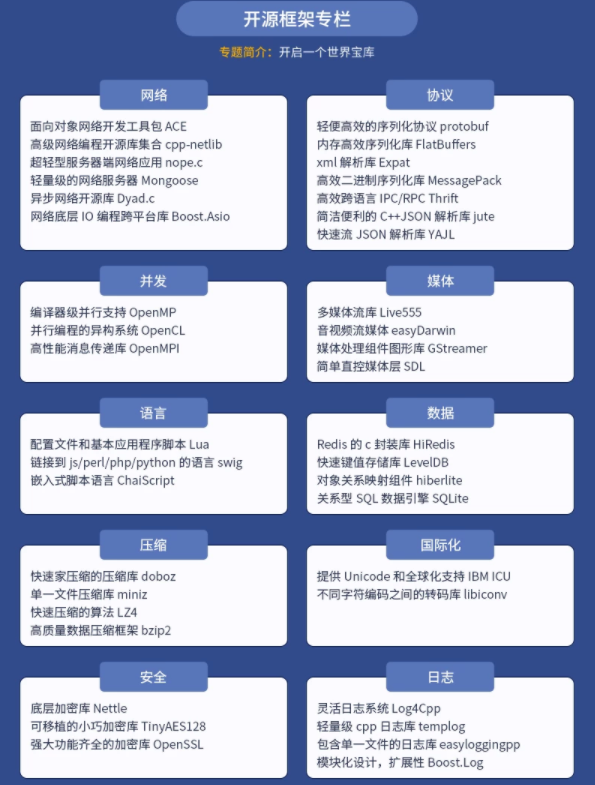 开源框架专栏
专题简介：开启一个世界宝库
网络
面向对象网络开发工具包 ACE
高级网络编程开源库集合 cpp-netlib
超轻型服务器端网络应用 nope.c
轻量级的网络服务器 Mongoose
异步网络开源库 Dyad.c
网络底层 IO 编程跨平台库 Boost.Asio
协议
轻便高效的序列化协议 protobuf
内存高效序列化库 FlatBuffers
xml 解析库 Expat
高效二进制序列化库 MessagePack
高效跨语言 IPC/RPC Thrift
简洁便利的 C++JSON 解析库 jute
快速流 JSON 解析库 YAJL
并发
编译器级并行支持 OpenMP
并行编程的异构系统 OpenCL
高性能消息传递库 OpenMPI
媒体
多媒体流库 Live555
音视频流媒体 easyDarwin
媒体处理组件图形库 GStreamer
简单直控媒体层 SDL
语言
配置文件和基本应用程序脚本 Lua
链接到 js/perl/php/python 的语言 swig
嵌入式脚本语言 ChaiScript
数据
Redis 的 c 封装库 HiRedis
快速键值存储库 LevelDB
对象关系映射组件 hiberlite
关系型 SQL 数据引擎 SQLite
压缩
快速家压缩的压缩库 doboz
单一文件压缩库 miniz
快速压缩的算法 LZ4
高质量数据压缩框架 bzip2
国际化
提供 Unicode 和全球化支持 IBM ICU
不同字符编码之间的转码库 libiconv
安全
底层加密库 Nettle
可移植的小巧加密库 TinyAES128
强大功能齐全的加密库 OpenSSL
日志
灵活日志系统 Log4Cpp
轻量级 cpp 日志库 templog
包含单一文件的日志库 easyloggingpp
模块化设计，扩展性 Boost.Log